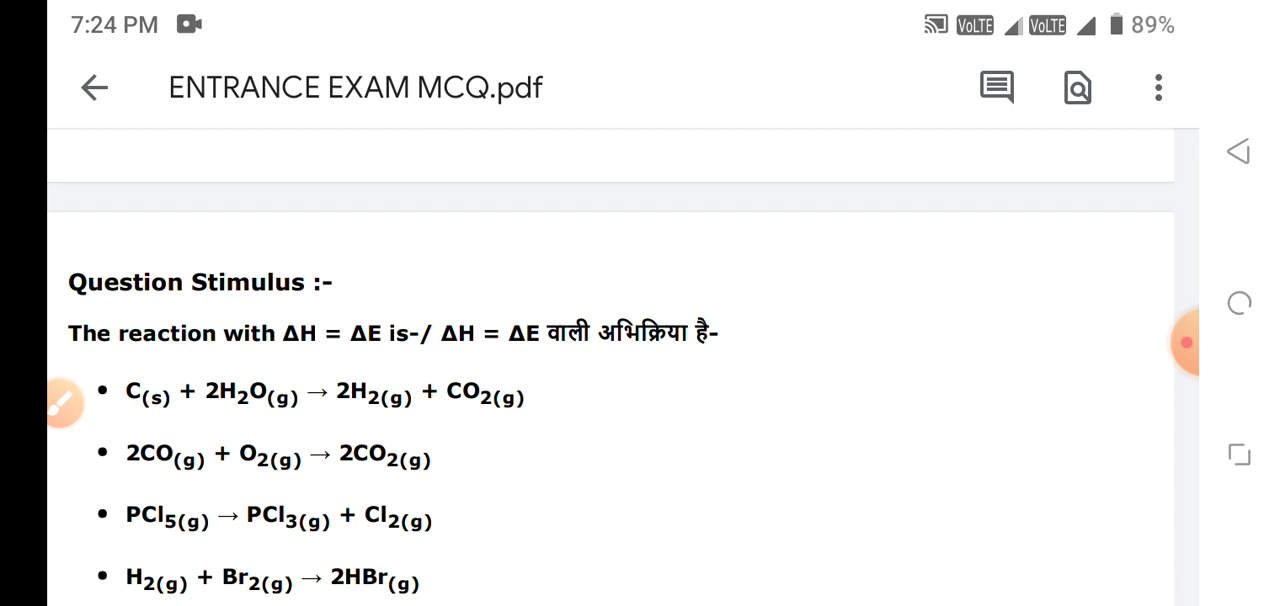 7:24 PM VoLTE VoLTE 89%
ENTRANCE EXAM MCQ.pdf
Question Stimulus :-
The reaction with ΔH = ΔE is-/ ΔH = ΔE वाली अभिक्रिया है-
• C(s) + 2H2O(g) → 2H2(g) + CO2(g)
• 2CO(g) + O2(g) → 2CO2(g)
• PCl5(g) → PCl3(g) + Cl2(g)
• H2(g) + Br2(g) → 2HBr(g)